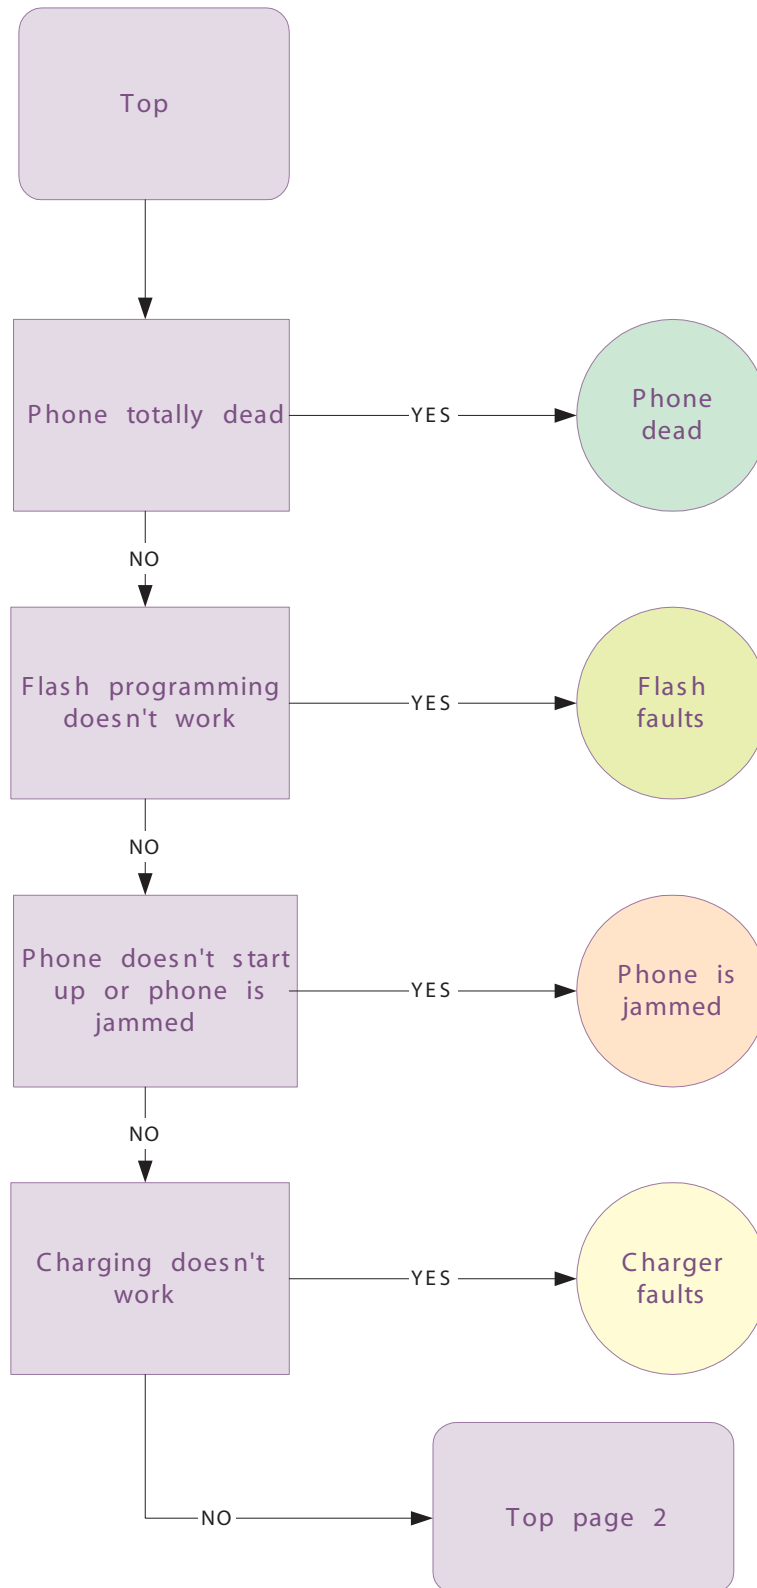 Top
Phone totally dead
YES
Phone
dead
NO
Flash programming
doesn't work
YES
Flash
faults
NO
Phone doesn't start
up or phone is
jammed
YES
Phone is
jammed
NO
Charging doesn't
work
YES
Charger
faults
NO
Top page 2